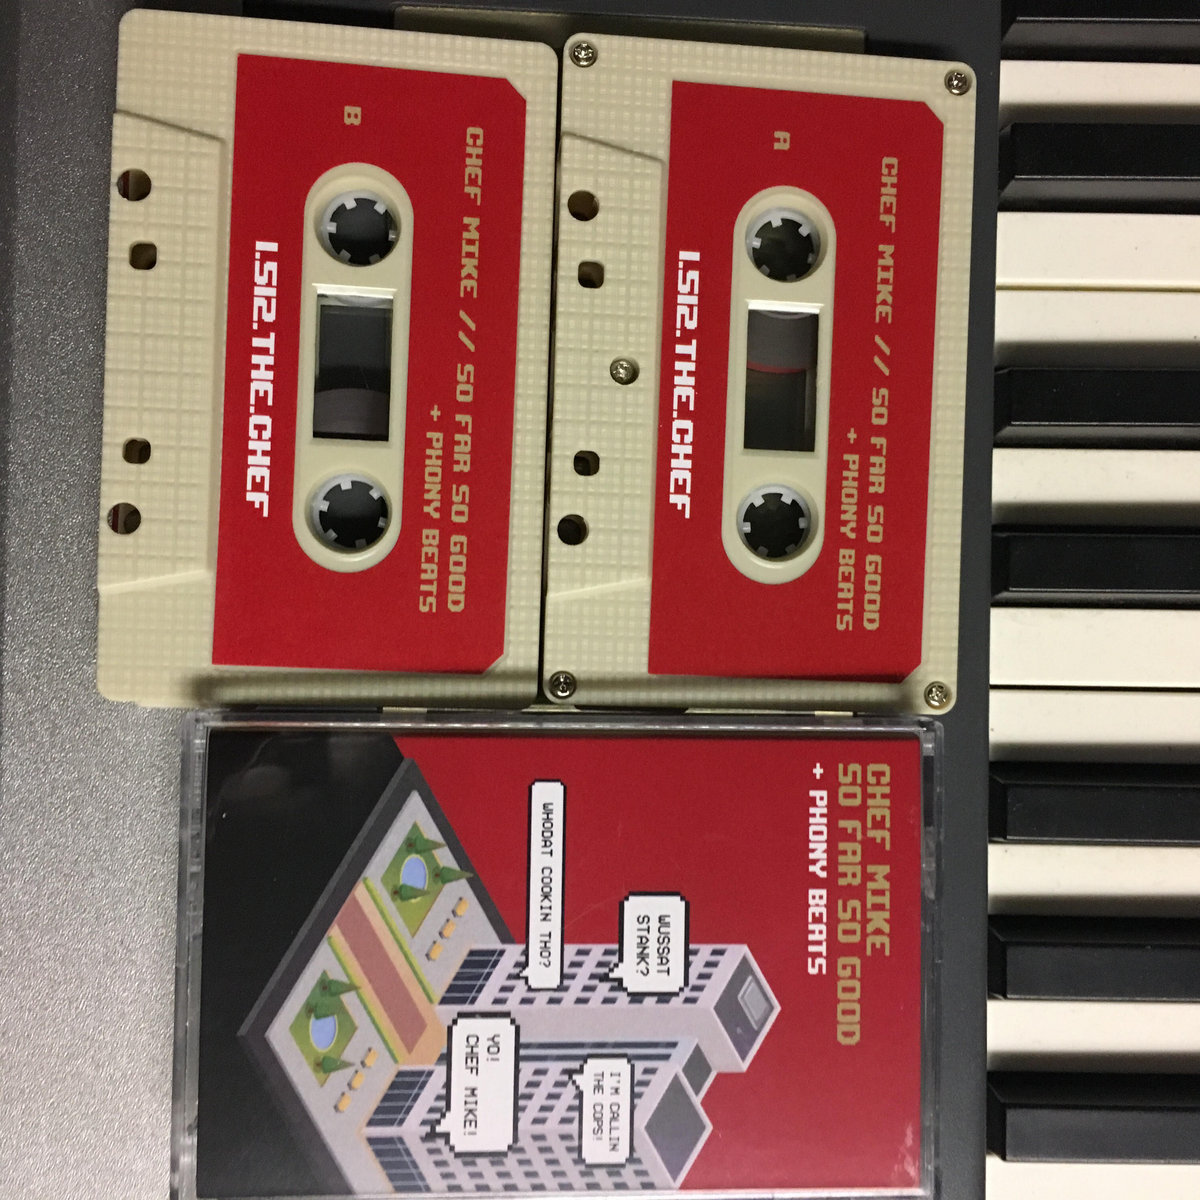 A
CHEF MIKE // SO FAR SO GOOD
+ PHONY BEATS
1.512.THE.CHEF
B
CHEF MIKE // SO FAR SO GOOD
+ PHONY BEATS
1.512.THE.CHEF
CHEF MIKE
SO FAR SO GOOD
+ PHONY BEATS
WUSSAT
STANK?
WHODAT COOKIN THO?
I'M CALLIN
THE COPS!
YO!
CHEF MIKE!